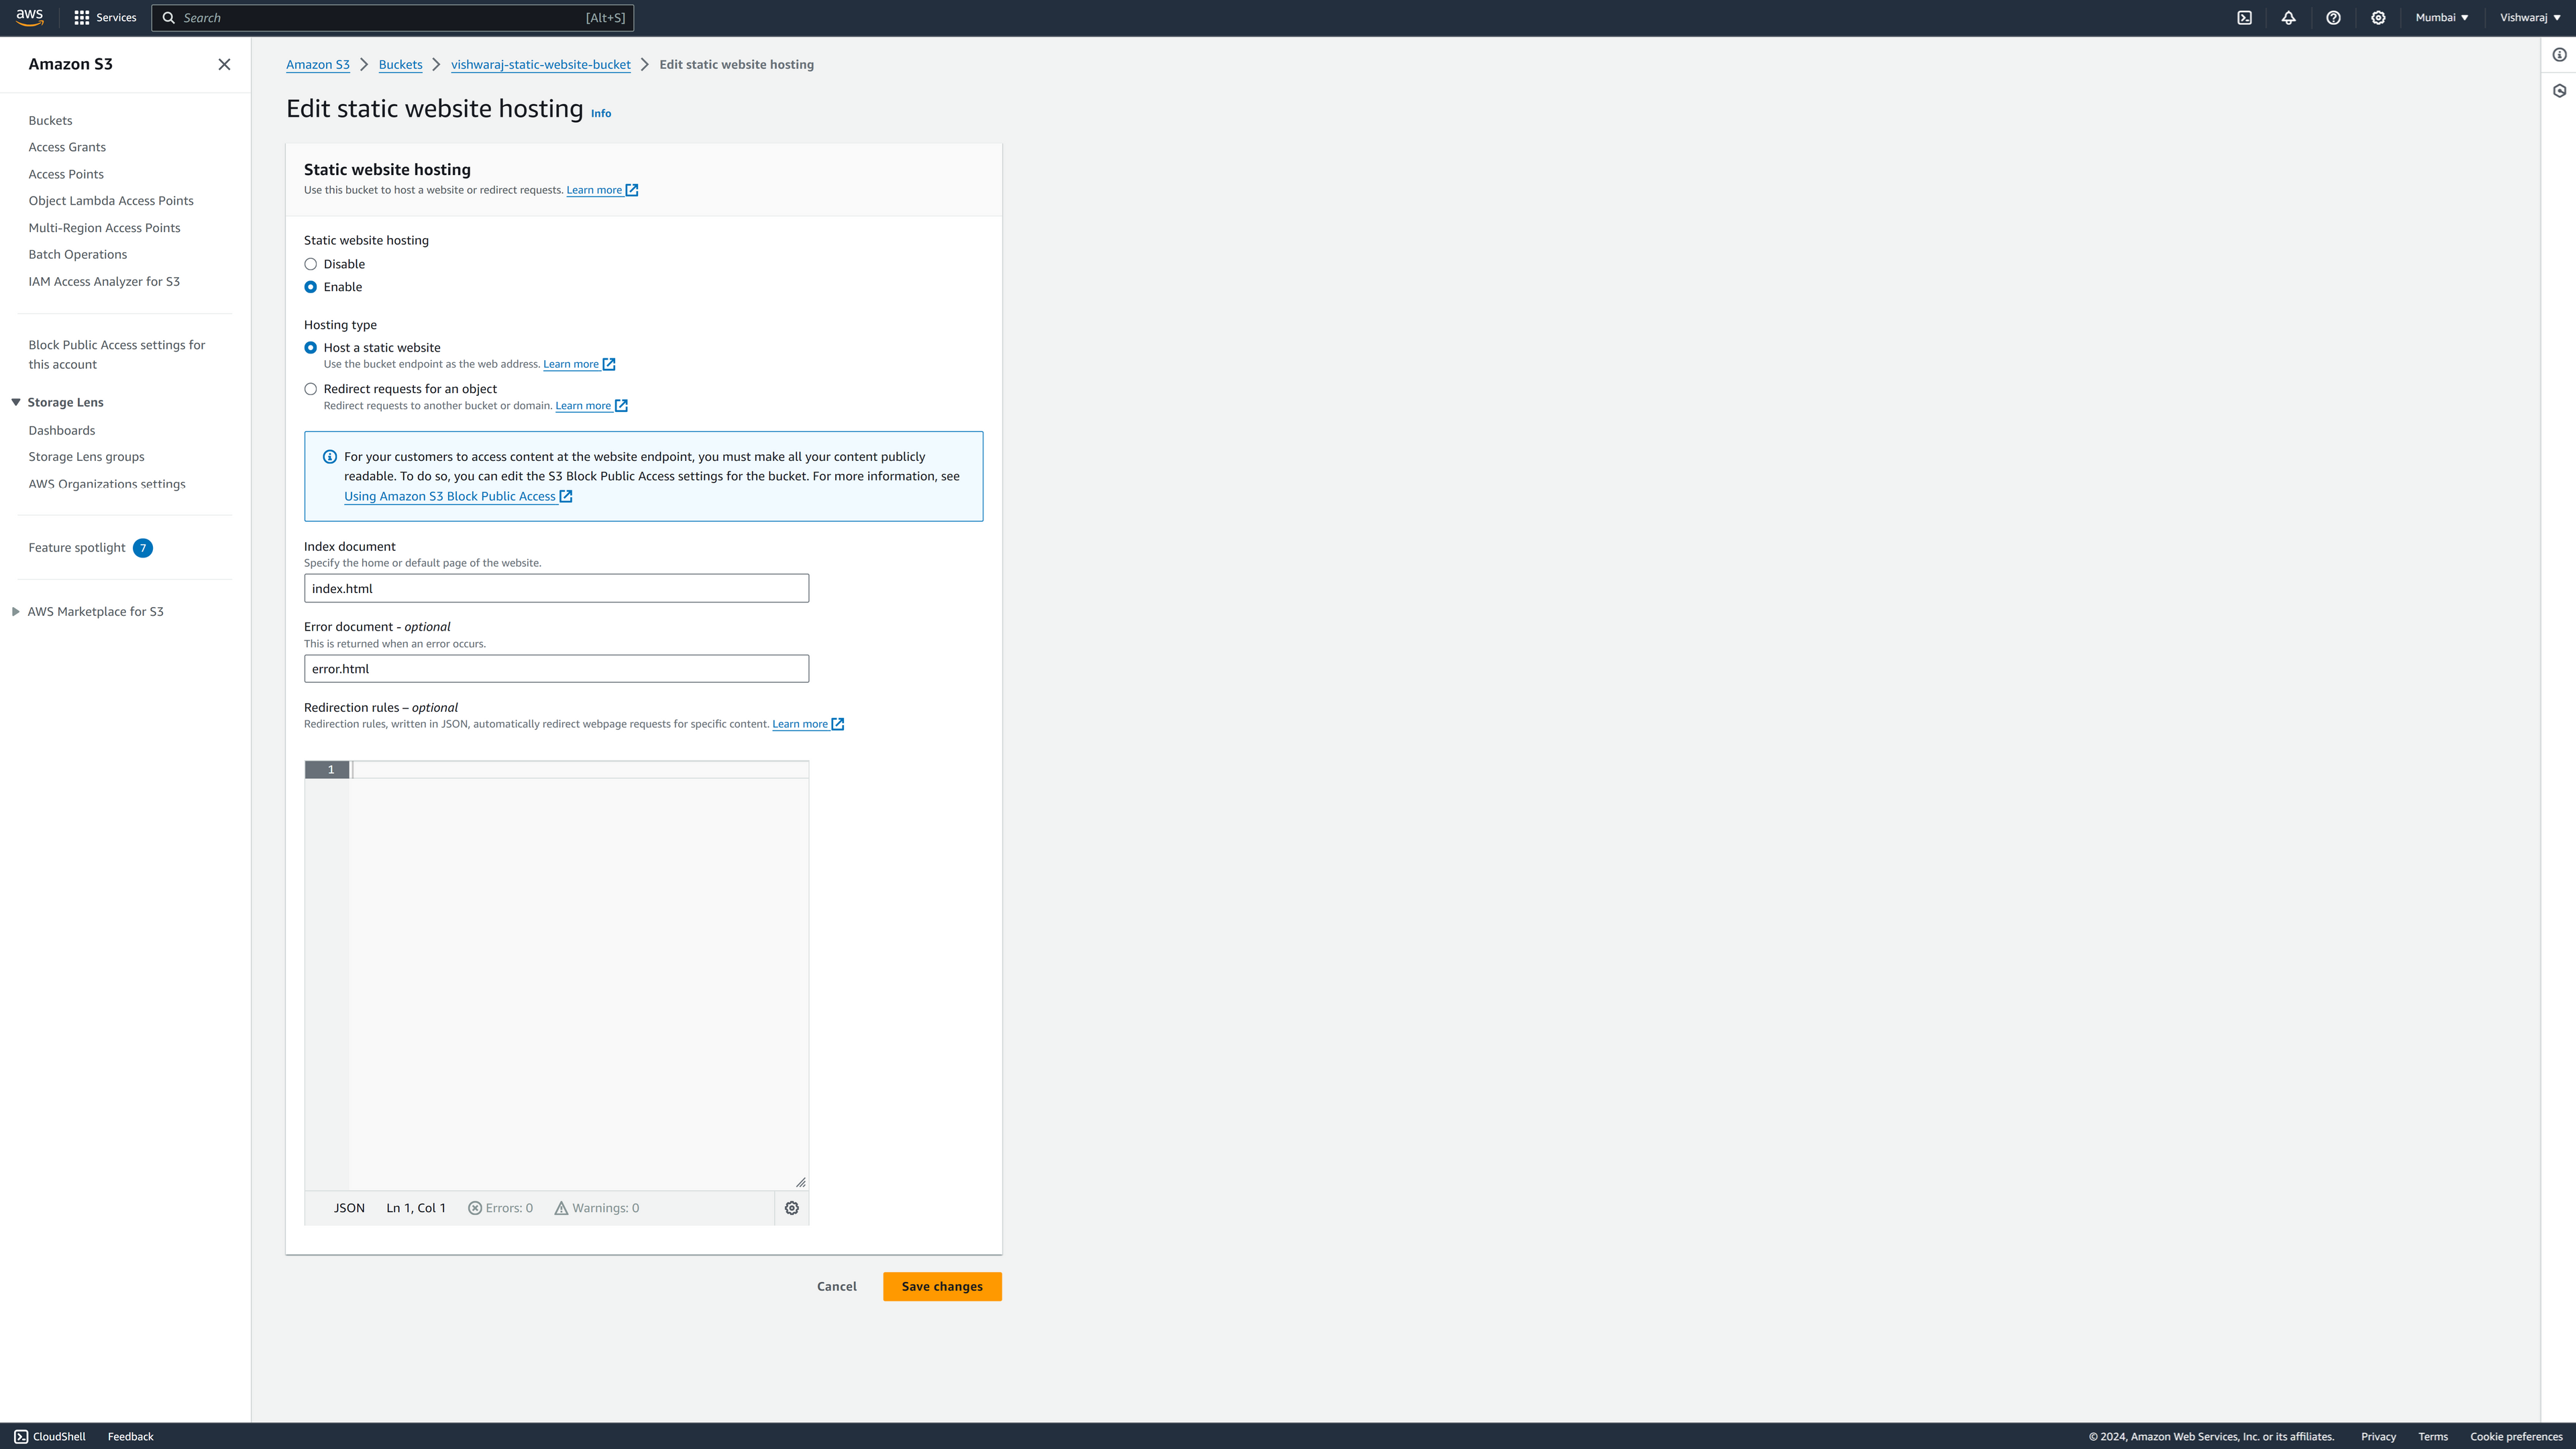 aws
Services
Search
[Alt+S]
Mumbai
Vishwaraj
Amazon S3
Buckets
Access Grants
Access Points
Object Lambda Access Points
Multi-Region Access Points
Batch Operations
IAM Access Analyzer for S3
Block Public Access settings for
this account
Storage Lens
Dashboards
Storage Lens groups
AWS Organizations settings
Feature spotlight 7
AWS Marketplace for S3
Amazon S3 > Buckets > vishwaraj-static-website-bucket > Edit static website hosting
Edit static website hosting Info
Static website hosting
Use this bucket to host a website or redirect requests. Learn more
Static website hosting
Disable
Enable
Hosting type
Host a static website
Use the bucket endpoint as the web address. Learn more
Redirect requests for an object
Redirect requests to another bucket or domain. Learn more
For your customers to access content at the website endpoint, you must make all your content publicly
readable. To do so, you can edit the S3 Block Public Access settings for the bucket. For more information, see
Using Amazon S3 Block Public Access
Index document
Specify the home or default page of the website.
index.html
Error document - optional
This is returned when an error occurs.
error.html
Redirection rules – optional
Redirection rules, written in JSON, automatically redirect webpage requests for specific content. Learn more
1
JSON Ln 1, Col 1 Errors: 0 Warnings: 0
Cancel Save changes
CloudShell Feedback
© 2024, Amazon Web Services, Inc. or its affiliates. Privacy Terms Cookie preferences